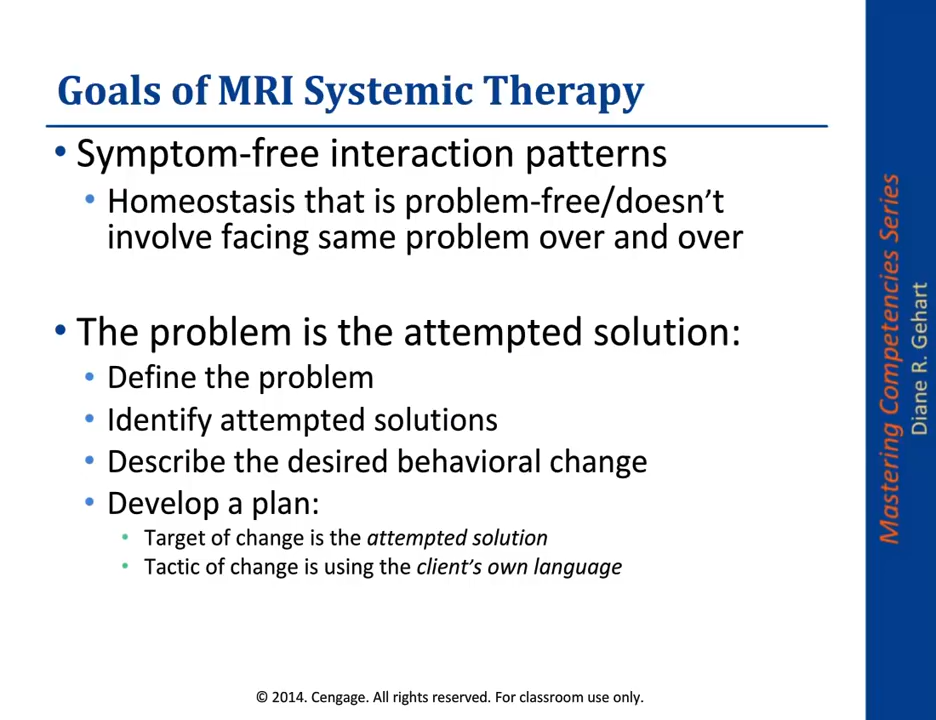 Goals of MRI Systemic Therapy
• Symptom-free interaction patterns
• Homeostasis that is problem-free/doesn’t
involve facing same problem over and over
• The problem is the attempted solution:
• Define the problem
• Identify attempted solutions
• Describe the desired behavioral change
• Develop a plan:
• Target of change is the attempted solution
• Tactic of change is using the client’s own language
© 2014. Cengage. All rights reserved. For classroom use only.
Mastering Competencies Series
Diane R. Gehart